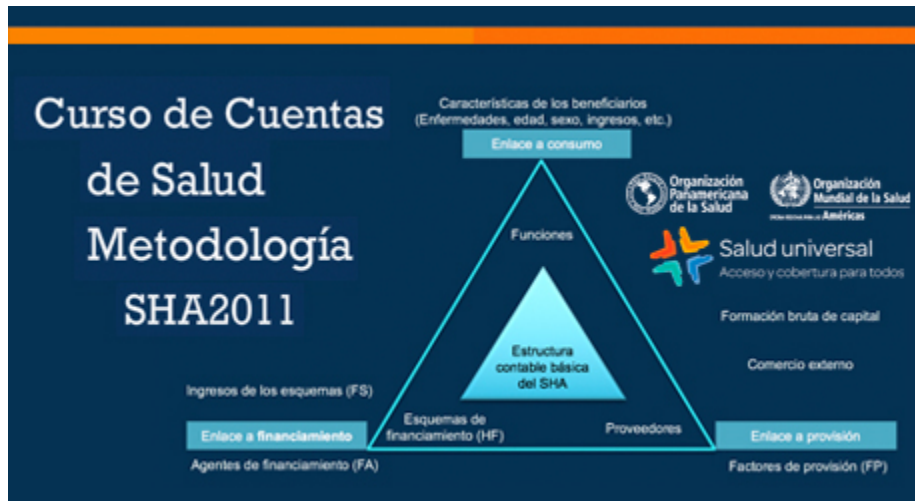 Curso de Cuentas
de Salud
Metodología
SHA2011
Características de los beneficiarios
(Enfermedades, edad, sexo, ingresos, etc.)
Enlace a consumo
Funciones
Organización
Panamericana
de la Salud
Organización
Mundial de la Salud
Américas
Salud universal
Acceso y cobertura para todos
Formación bruta de capital
Comercio externo
Estructura
contable básica
del SHA
Ingresos de los esquemas (FS)
Enlace a financiamiento
Agentes de financiamiento (FA)
Esquemas de
financiamiento (HF)
Proveedores
Enlace a provisión
Factores de provisión (FP)